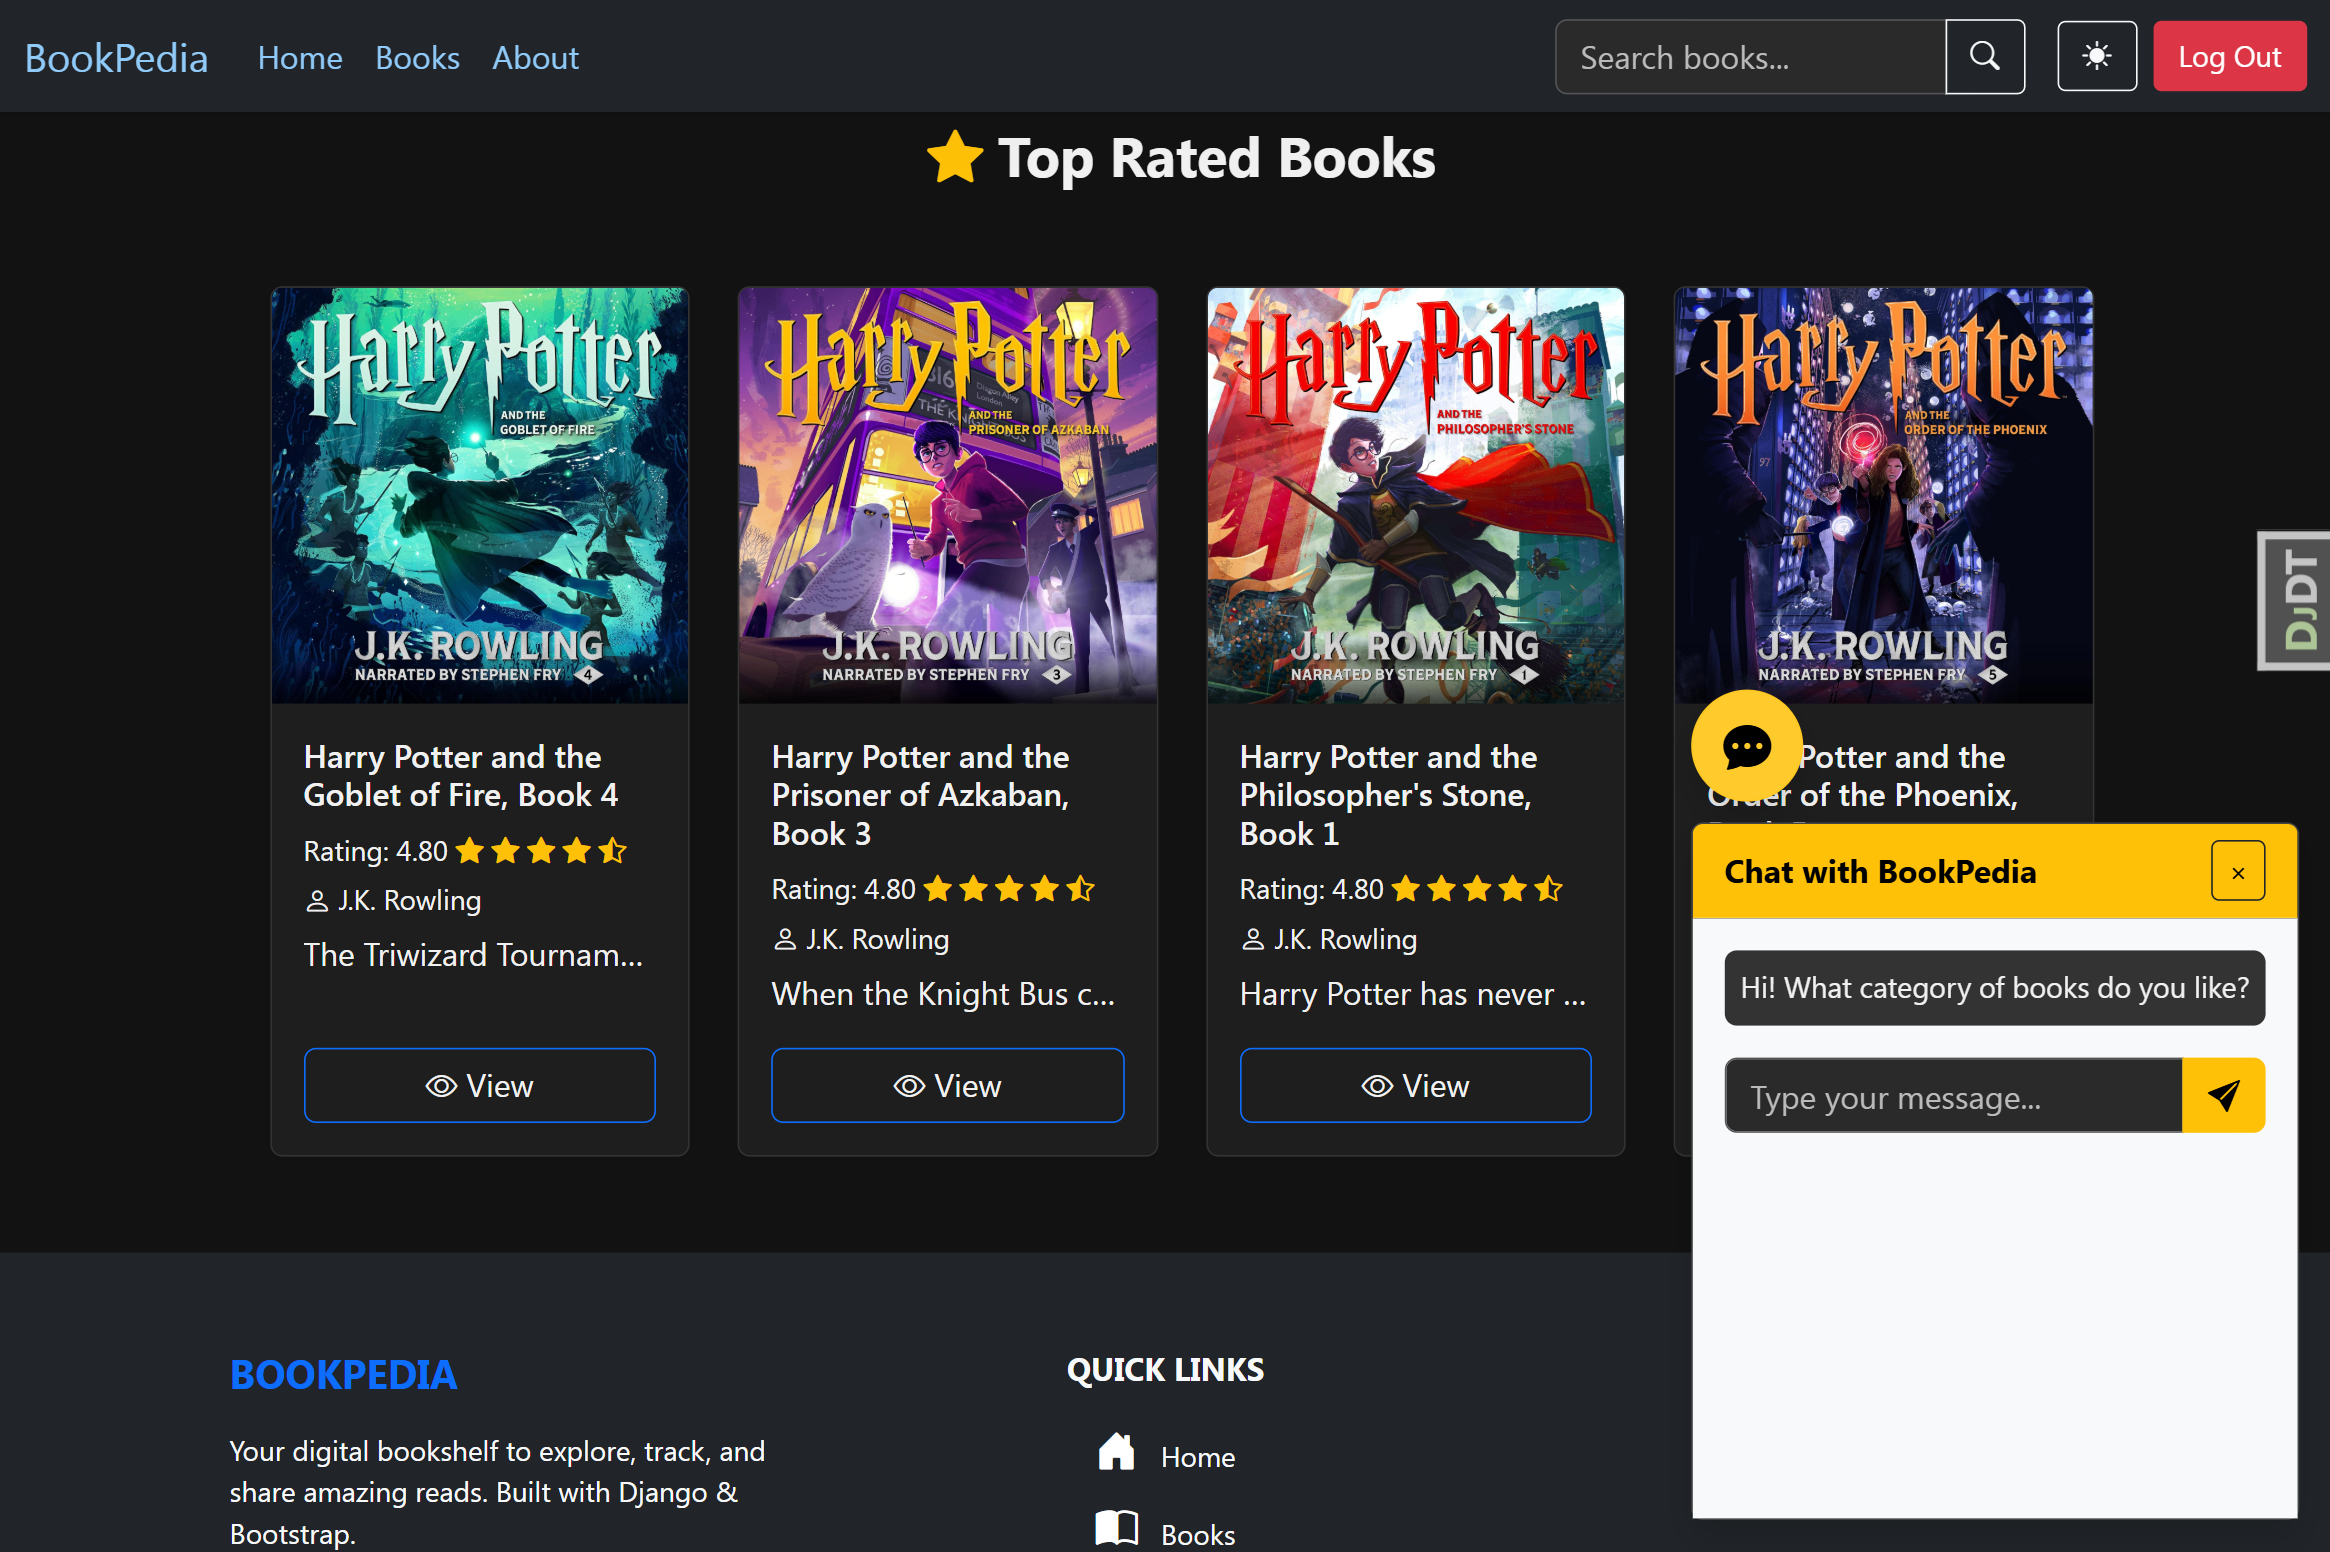 BookPedia
Home
Books
About
Search books...
Log Out
Top Rated Books
Harry Potter
AND THE
GOBLET OF FIRE
J.K. ROWLING
NARRATED BY STEPHEN FRY 4
Harry Potter
AND THE
PRISONER OF AZKABAN
J.K. ROWLING
NARRATED BY STEPHEN FRY 3
Harry Potter
AND THE
PHILOSOPHER'S STONE
J.K. ROWLING
NARRATED BY STEPHEN FRY 1
Harry Potter
AND THE
ORDER OF THE PHOENIX
97
J.K. ROWLING
NARRATED BY STEPHEN FRY 5
DJDT
Harry Potter and the
Goblet of Fire, Book 4
Rating: 4.80
J.K. Rowling
The Triwizard Tournam...
View
Harry Potter and the
Prisoner of Azkaban,
Book 3
Rating: 4.80
J.K. Rowling
When the Knight Bus c...
View
Harry Potter and the
Philosopher's Stone,
Book 1
Rating: 4.80
J.K. Rowling
Harry Potter has never ...
View
Potter and the
Order of the Phoenix,
Chat with BookPedia
×
Hi! What category of books do you like?
Type your message...
BOOKPEDIA
Your digital bookshelf to explore, track, and
share amazing reads. Built with Django &
Bootstrap.
QUICK LINKS
Home
Books